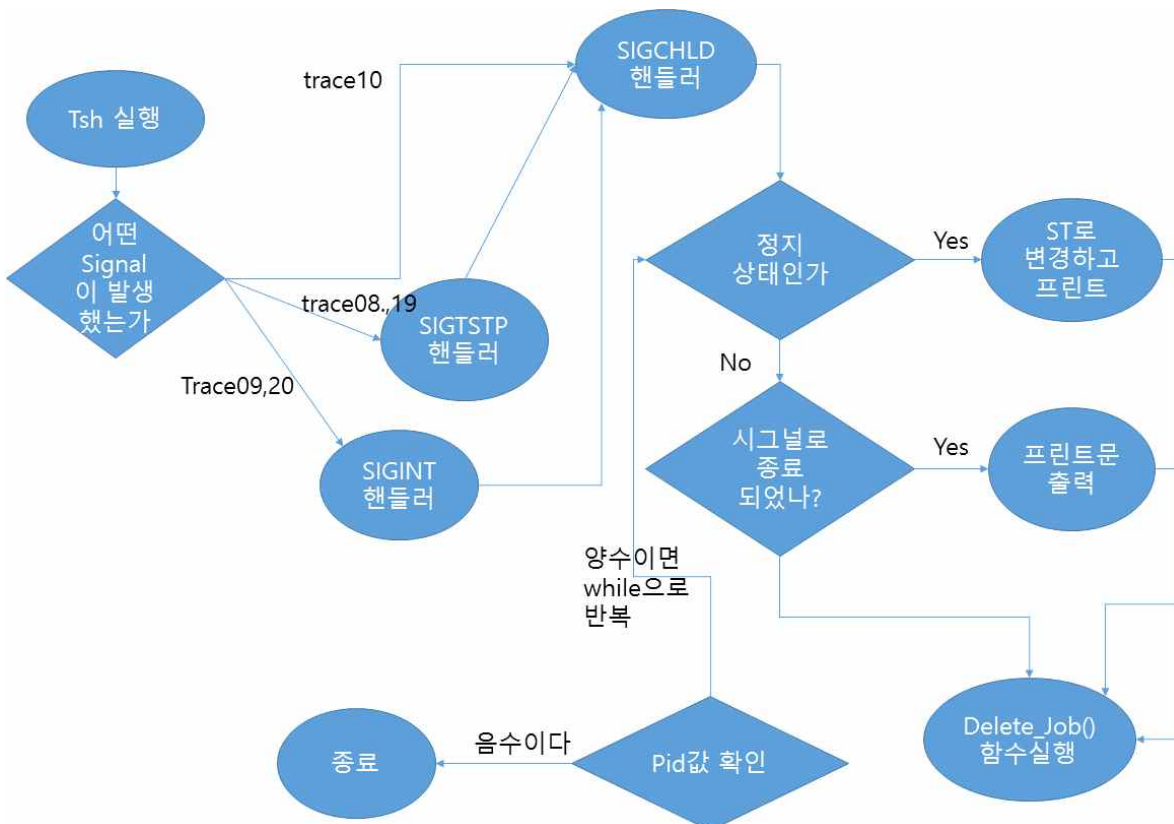 Tsh 실행
어떤
Signal
이 발생
했는가
trace10
trace08.,19
Trace09,20
SIGTSTP
핸들러
SIGINT
핸들러
SIGCHLD
핸들러
정지
상태인가
Yes
ST로
변경하고
프린트
No
시그널로
종료
되었나?
Yes
프린트문
출력
양수이면
while으로
반복
Delete_Job()
함수실행
Pid값 확인
음수이다
종료